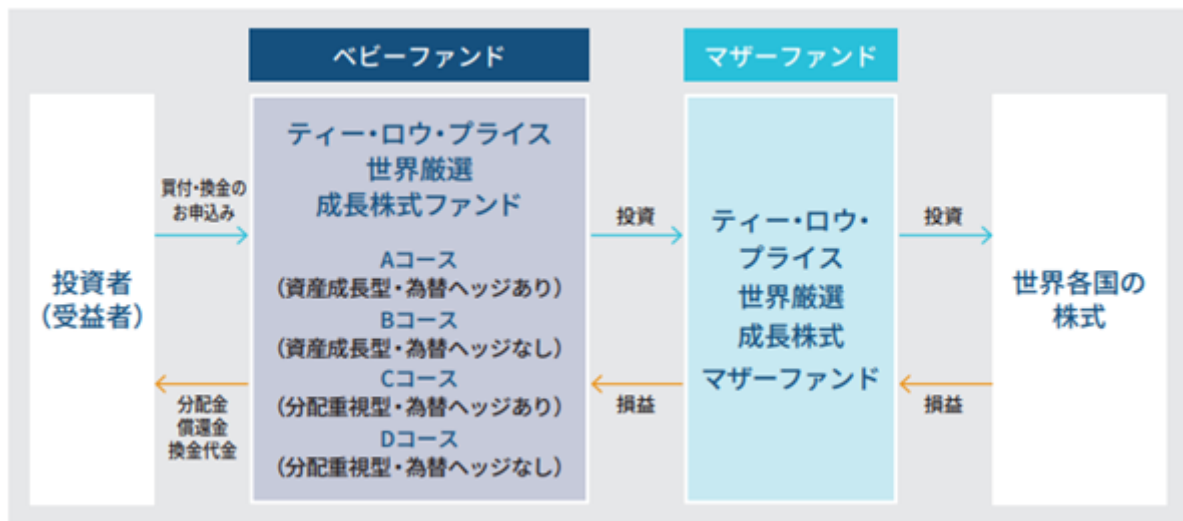 ベビーファンド
マザーファンド
投資者
（受益者）
買付・換金の
お申込み
分配金
償還金
換金代金
ティー・ロウ・プライス
世界厳選
成長株式ファンド
Aコース
（資産成長型・為替ヘッジあり）
Bコース
（資産成長型・為替ヘッジなし）
Cコース
（分配重視型・為替ヘッジあり）
Dコース
（分配重視型・為替ヘッジなし）
投資
損益
ティー・ロウ・
プライス
世界厳選
成長株式
マザーファンド
投資
損益
世界各国の
株式